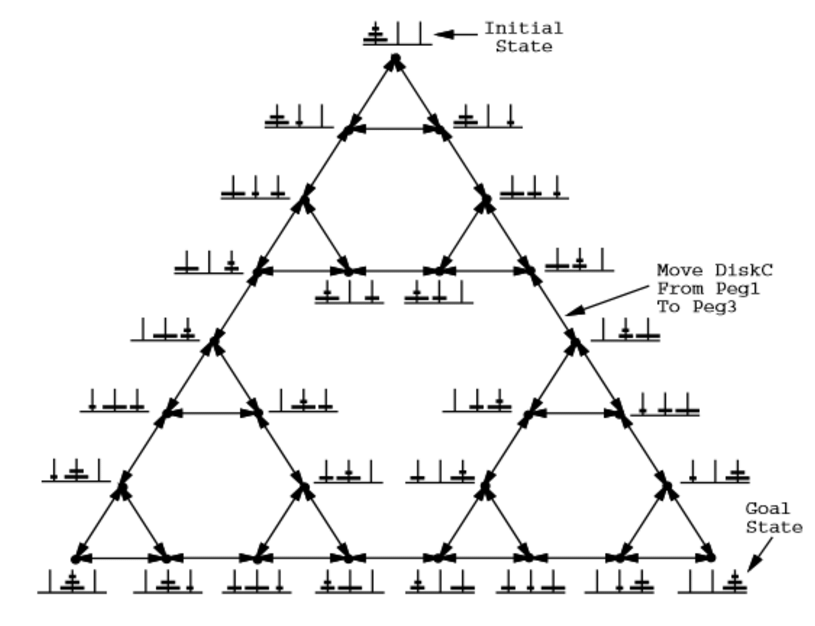 Initial
State
Move DiskC
From Peg1
To Peg3
Goal
State